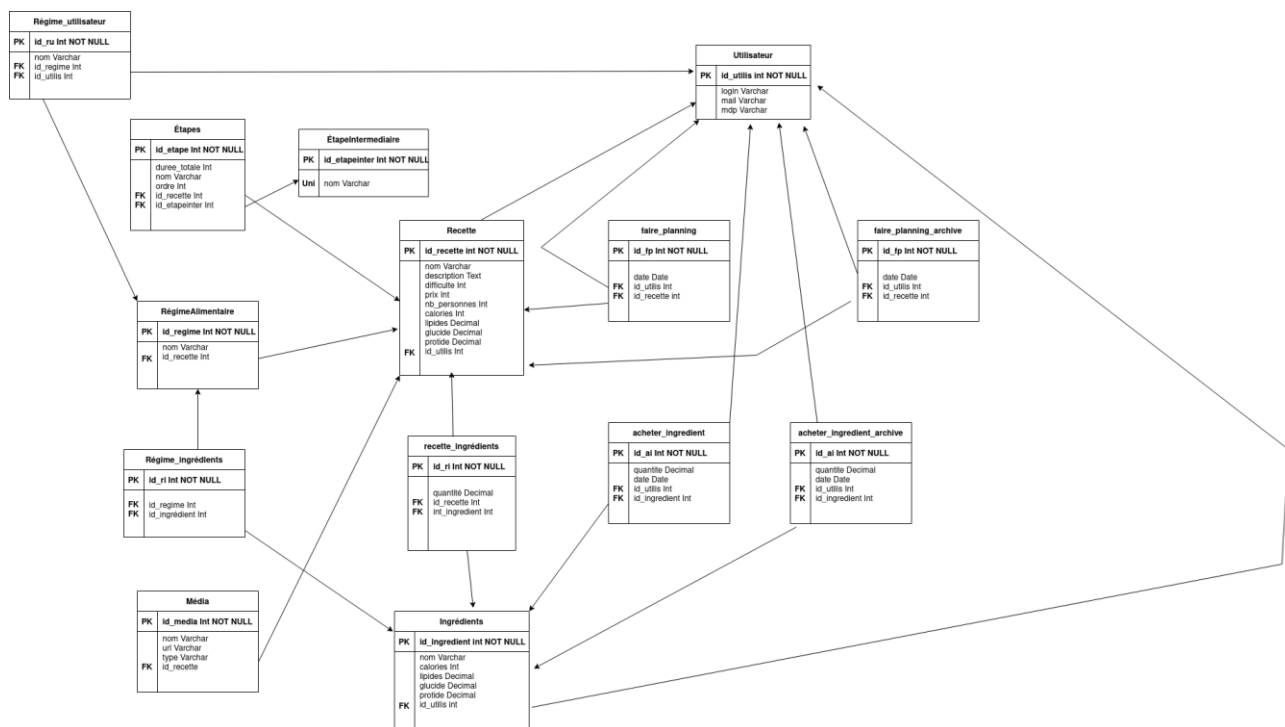 Régime_utilisateur
PK id_ru Int NOT NULL
nom Varchar
FK id_regime Int
FK id_utilis Int
Utilisateur
PK id_utilis int NOT NULL
login Varchar
mail Varchar
mdp Varchar
Étapes
PK id_etape Int NOT NULL
duree_totale Int
nom Varchar
ordre Int
FK id_recette Int
FK id_etapeinter Int
ÉtapeIntermediaire
PK id_etapeinter Int NOT NULL
Uni nom Varchar
Recette
PK id_recette int NOT NULL
nom Varchar
description Text
difficulte Int
prix Int
nb_personnes Int
calories Int
lipides Decimal
glucide Decimal
protide Decimal
FK id_utilis Int
faire_planning
PK id_fp Int NOT NULL
date Date
FK id_utilis Int
FK id_recette int
faire_planning_archive
PK id_fp Int NOT NULL
date Date
FK id_utilis Int
FK id_recette int
RégimeAlimentaire
PK id_regime Int NOT NULL
nom Varchar
FK id_recette Int
Régime_ingrédients
PK id_ri Int NOT NULL
FK id_regime Int
FK id_ingrédient Int
recette_ingrédients
PK id_ri Int NOT NULL
quantité Decimal
FK id_recette Int
FK int_ingredient Int
acheter_ingredient
PK id_ai Int NOT NULL
quantite Decimal
date Date
FK id_utilis Int
FK id_ingredient Int
acheter_ingredient_archive
PK id_ai Int NOT NULL
quantite Decimal
date Date
FK id_utilis Int
FK id_ingredient Int
Média
PK id_media Int NOT NULL
nom Varchar
url Varchar
type Varchar
FK id_recette
Ingrédients
PK id_ingredient int NOT NULL
nom Varchar
calories Int
lipides Decimal
glucide Decimal
protide Decimal
FK id_utilis int